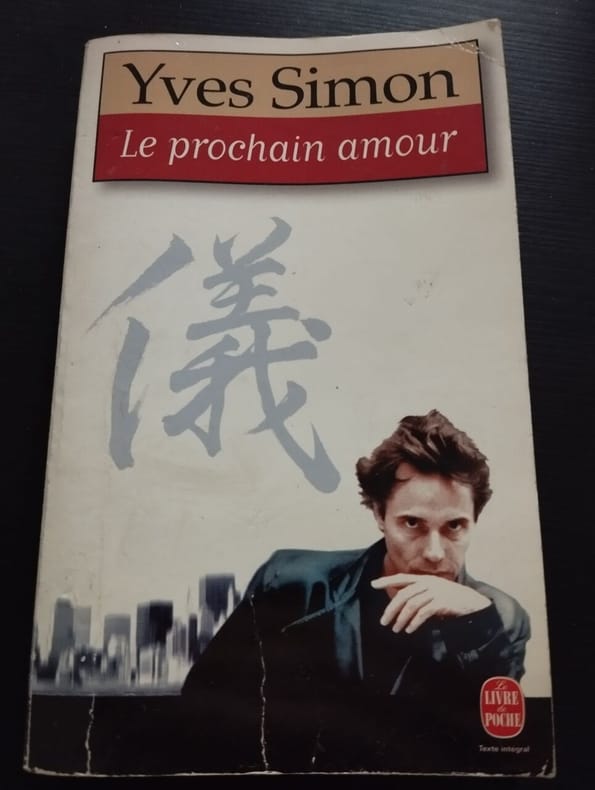 Yves Simon
Le prochain amour
儀
Le
LIVRE
de
POCHE
Texte intégral